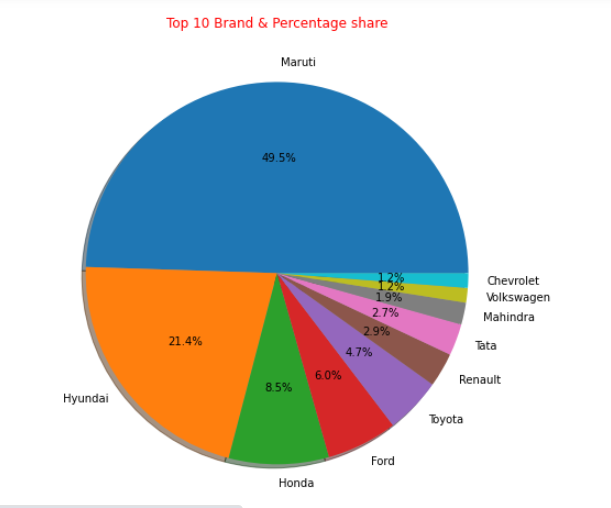 Top 10 Brand & Percentage share
Maruti
49.5%
Hyundai
21.4%
Honda
8.5%
Ford
6.0%
Toyota
4.7%
Renault
2.9%
Tata
2.7%
Mahindra
1.9%
Volkswagen
1.2%
Chevrolet
1.2%